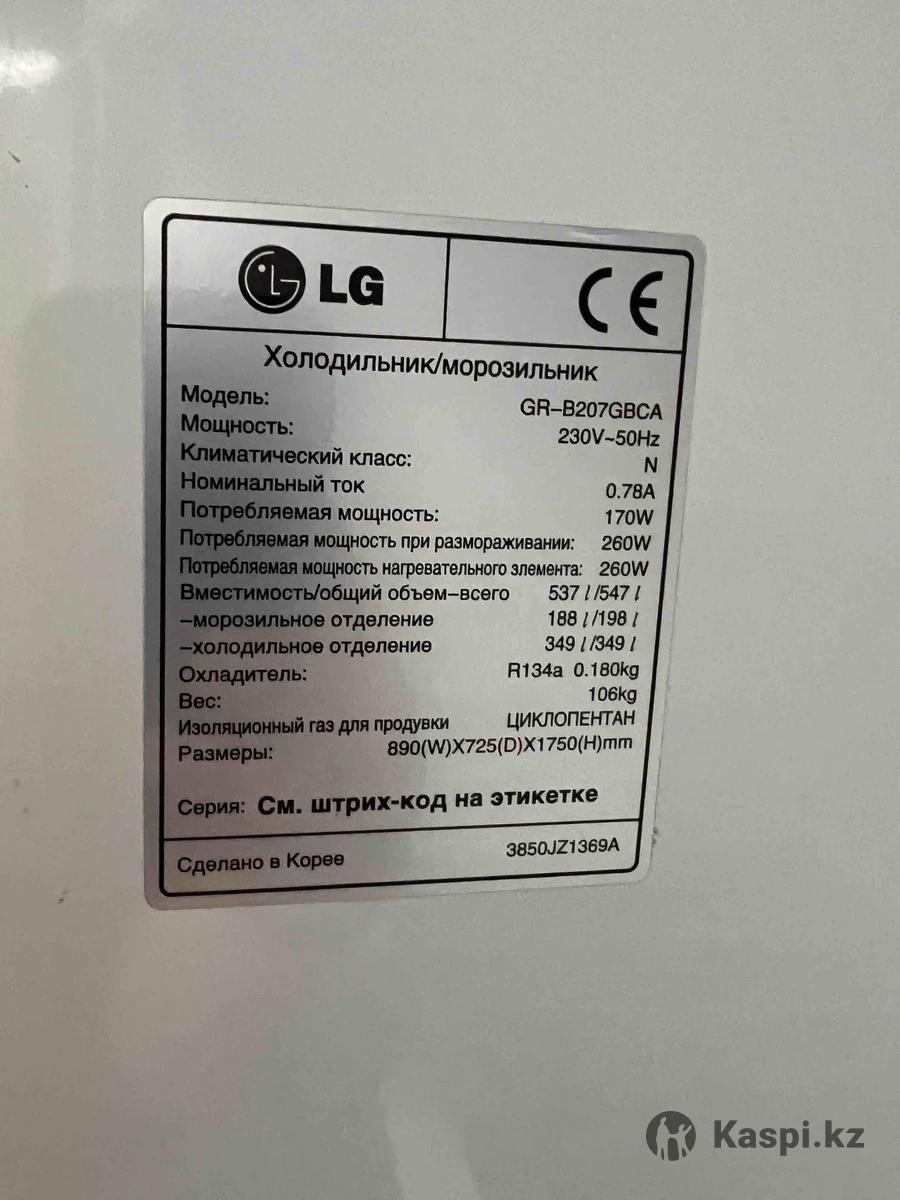 LG CE
Холодильник/морозильник
Модель: GR-B207GBCA
Мощность: 230V~50Hz
Климатический класс: N
Номинальный ток 0.78A
Потребляемая мощность: 170W
Потребляемая мощность при размораживании: 260W
Потребляемая мощность нагревательного элемента: 260W
Вместимость/общий объем-всего 537 l/547 l
-морозильное отделение 188 l/198 l
-холодильное отделение 349 l/349 l
Охладитель: R134a 0.180kg
Вес: 106kg
Изоляционный газ для продувки ЦИКЛОПЕНТАН
Размеры: 890(W)X725(D)X1750(H)mm
Серия: См. штрих-код на этикетке
Сделано в Корее 3850JZ1369A
Kaspi.kz